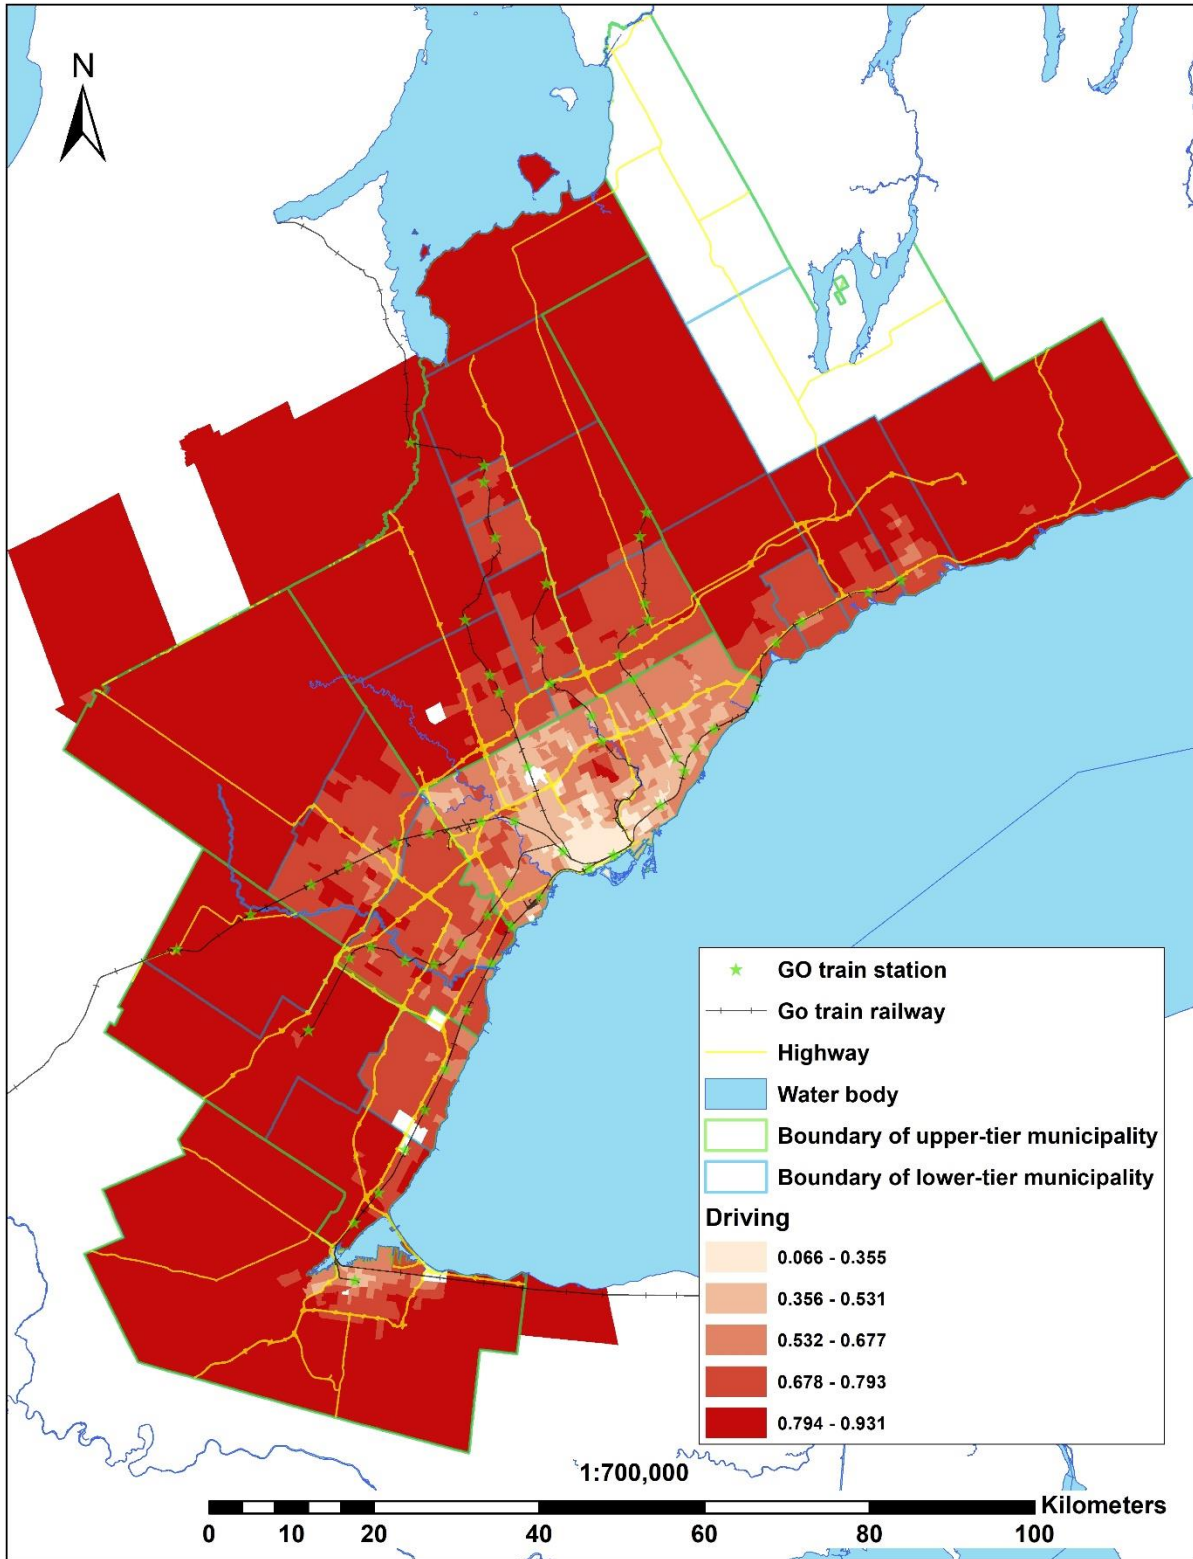 N
GO train station
Go train railway
Highway
Water body
Boundary of upper-tier municipality
Boundary of lower-tier municipality
Driving
0.066 - 0.355
0.356 - 0.531
0.532 - 0.677
0.678 - 0.793
0.794 - 0.931
1:700,000
Kilometers
0 10 20 40 60 80 100